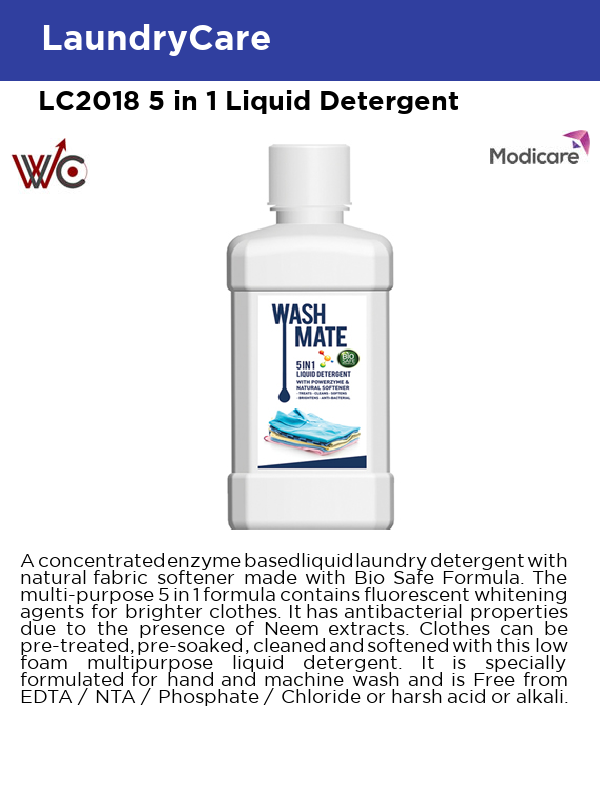 LaundryCare
LC2018 5 in 1 Liquid Detergent
Modicare
WASH
MATE
Bio
SAFE
5 IN 1
LIQUID DETERGENT
WITH POWERZYME &
NATURAL SOFTENER
• TREATS • CLEANS • SOFTENS
• BRIGHTENS • ANTI-BACTERIAL
A concentrated enzyme based liquid laundry detergent with
natural fabric softener made with Bio Safe Formula. The
multi-purpose 5 in 1 formula contains fluorescent whitening
agents for brighter clothes. It has antibacterial properties
due to the presence of Neem extracts. Clothes can be
pre-treated, pre-soaked, cleaned and softened with this low
foam multipurpose liquid detergent. It is specially
formulated for hand and machine wash and is Free from
EDTA / NTA / Phosphate / Chloride or harsh acid or alkali.